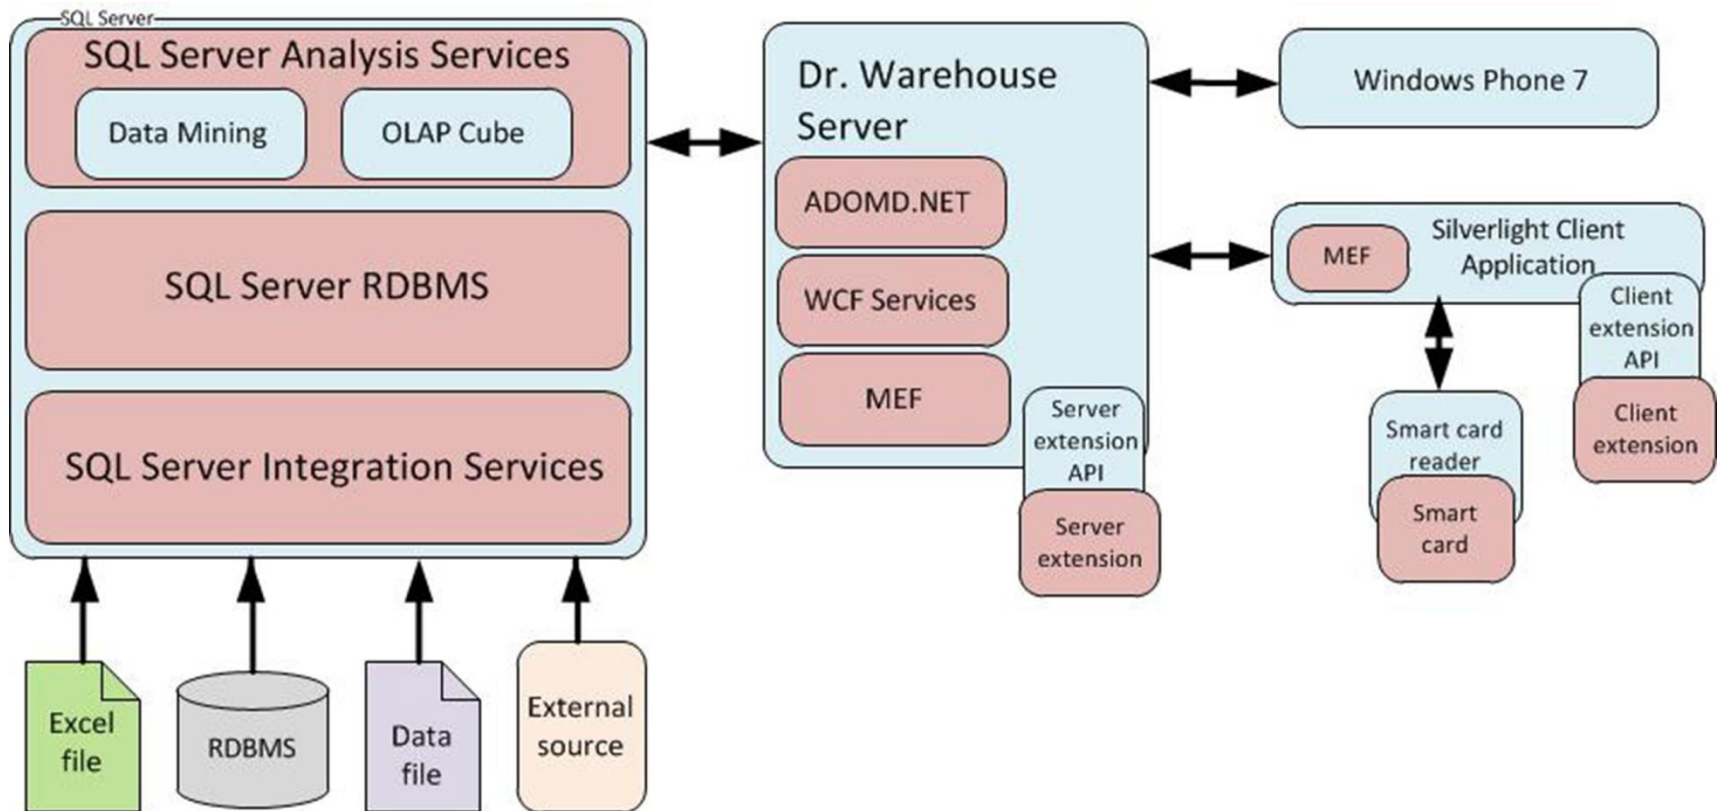 SQL Server
SQL Server Analysis Services
Data Mining
OLAP Cube
SQL Server RDBMS
SQL Server Integration Services
Excel
file
RDBMS
Data
file
External
source
Dr. Warehouse
Server
ADOMD.NET
WCF Services
MEF
Server
extension
API
Server
extension
Windows Phone 7
Silverlight Client
Application
MEF
Client
extension
API
Client
extension
Smart card
reader
Smart
card